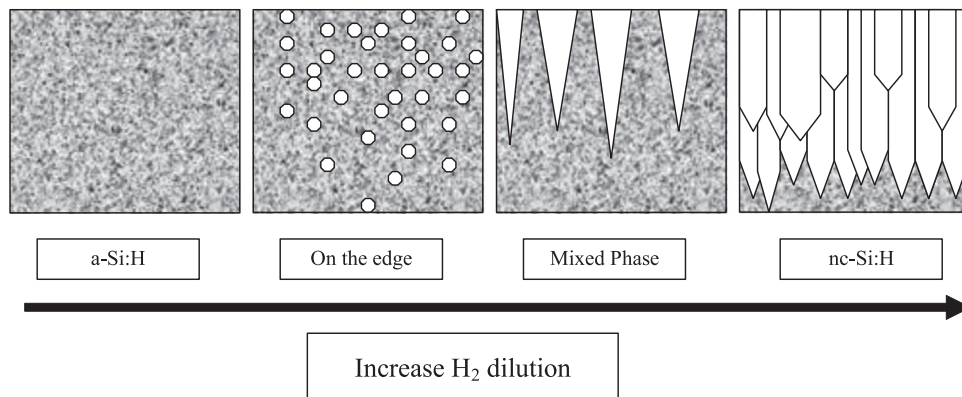 a-Si:H
On the edge
Mixed Phase
nc-Si:H
Increase H₂ dilution